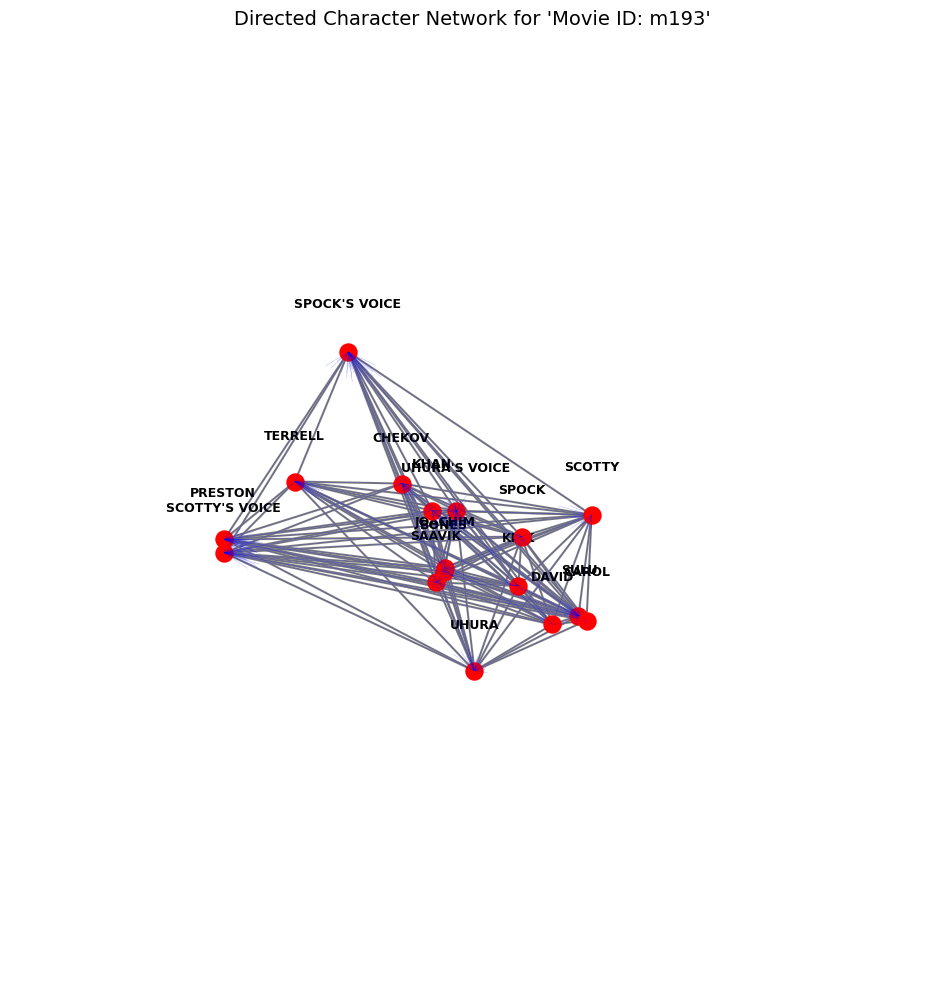 Directed Character Network for 'Movie ID: m193'
SPOCK'S VOICE
TERRELL
CHEKOV
KHAN
UHURA'S VOICE
SCOTTY
SPOCK
PRESTON
SCOTTY'S VOICE
JOACHIM
BONES
SAAVIK
KIRK
SULU
CAROL
DAVID
UHURA